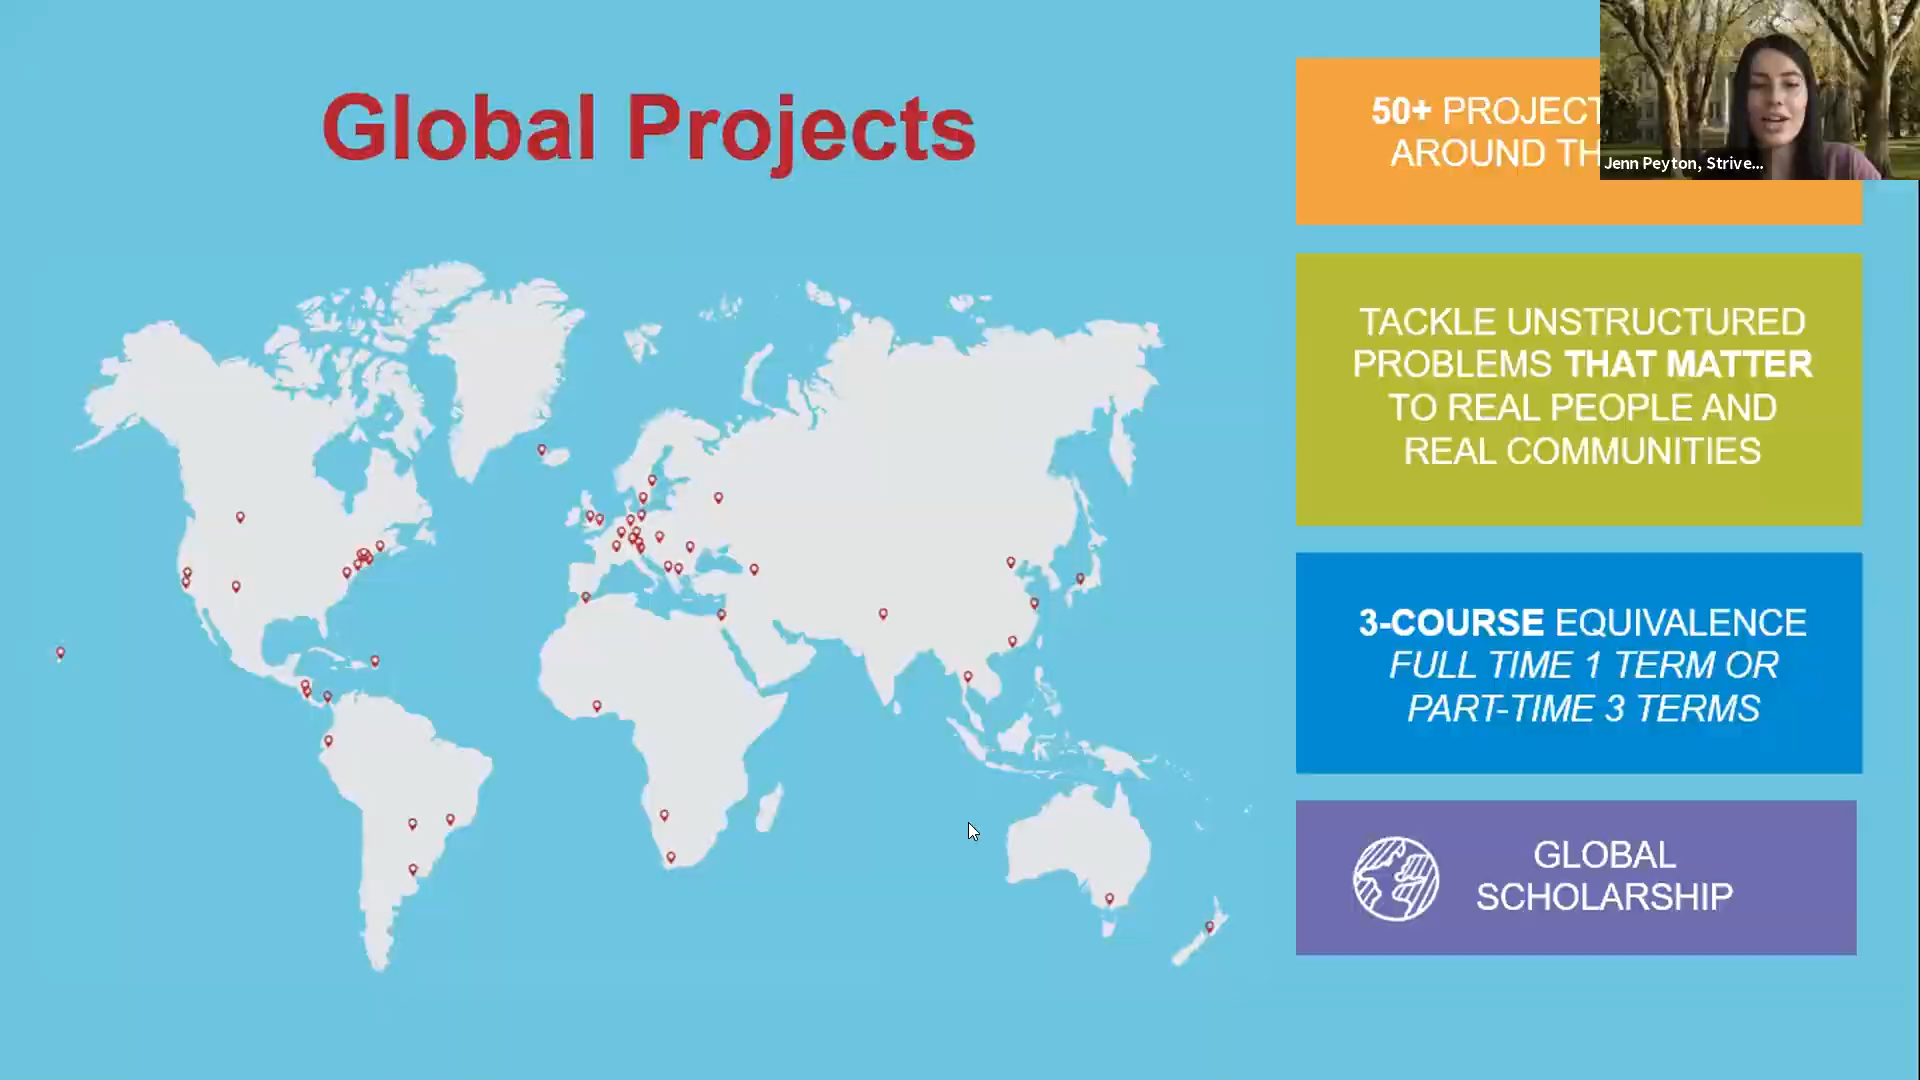 Global Projects
50+ PROJECT
AROUND TH
Jenn Peyton, Strive...
TACKLE UNSTRUCTURED
PROBLEMS THAT MATTER
TO REAL PEOPLE AND
REAL COMMUNITIES
3-COURSE EQUIVALENCE
FULL TIME 1 TERM OR
PART-TIME 3 TERMS
GLOBAL
SCHOLARSHIP